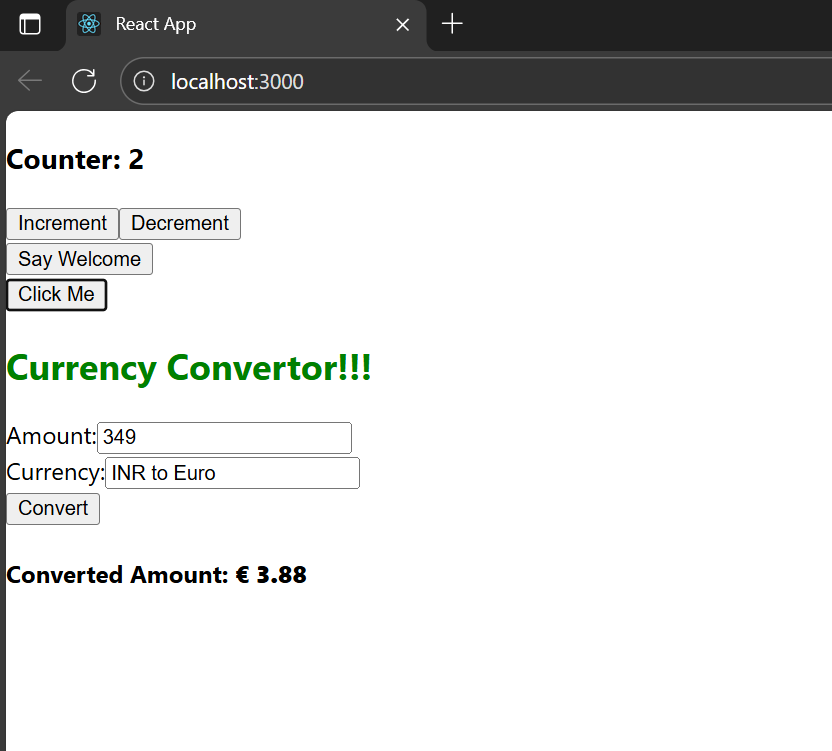 React App
localhost:3000
Counter: 2
Increment Decrement
Say Welcome
Click Me
Currency Convertor!!!
Amount: 349
Currency: INR to Euro
Convert
Converted Amount: € 3.88